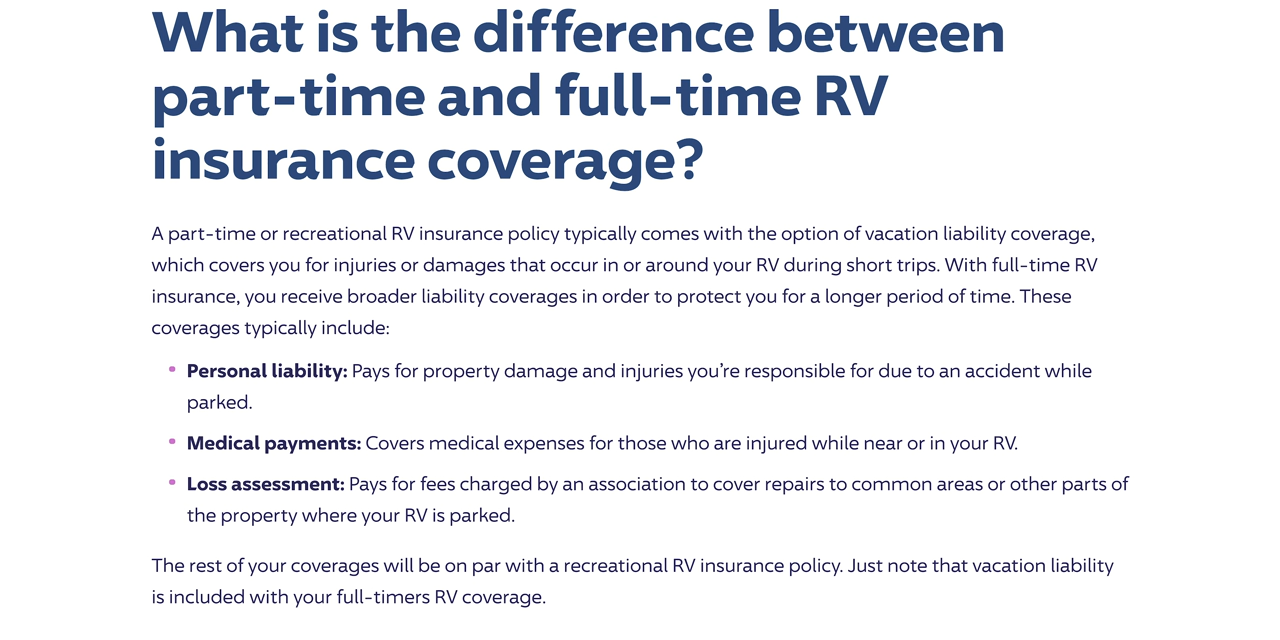 What is the difference between
part-time and full-time RV
insurance coverage?
A part-time or recreational RV insurance policy typically comes with the option of vacation liability coverage,
which covers you for injuries or damages that occur in or around your RV during short trips. With full-time RV
insurance, you receive broader liability coverages in order to protect you for a longer period of time. These
coverages typically include:
• Personal liability: Pays for property damage and injuries you’re responsible for due to an accident while
parked.
• Medical payments: Covers medical expenses for those who are injured while near or in your RV.
• Loss assessment: Pays for fees charged by an association to cover repairs to common areas or other parts of
the property where your RV is parked.
The rest of your coverages will be on par with a recreational RV insurance policy. Just note that vacation liability
is included with your full-timers RV coverage.